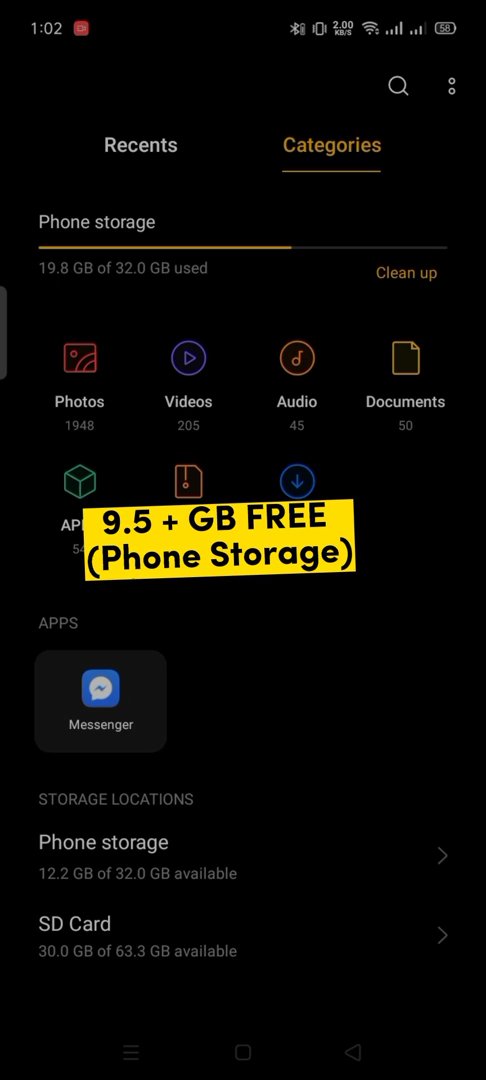 1:02
2.00 KB/S
58
Recents
Categories
Phone storage
19.8 GB of 32.0 GB used
Clean up
Photos
Videos
Audio
Documents
1948
205
45
50
9.5 + GB FREE
(Phone Storage)
APPS
Messenger
STORAGE LOCATIONS
Phone storage
12.2 GB of 32.0 GB available
SD Card
30.0 GB of 63.3 GB available